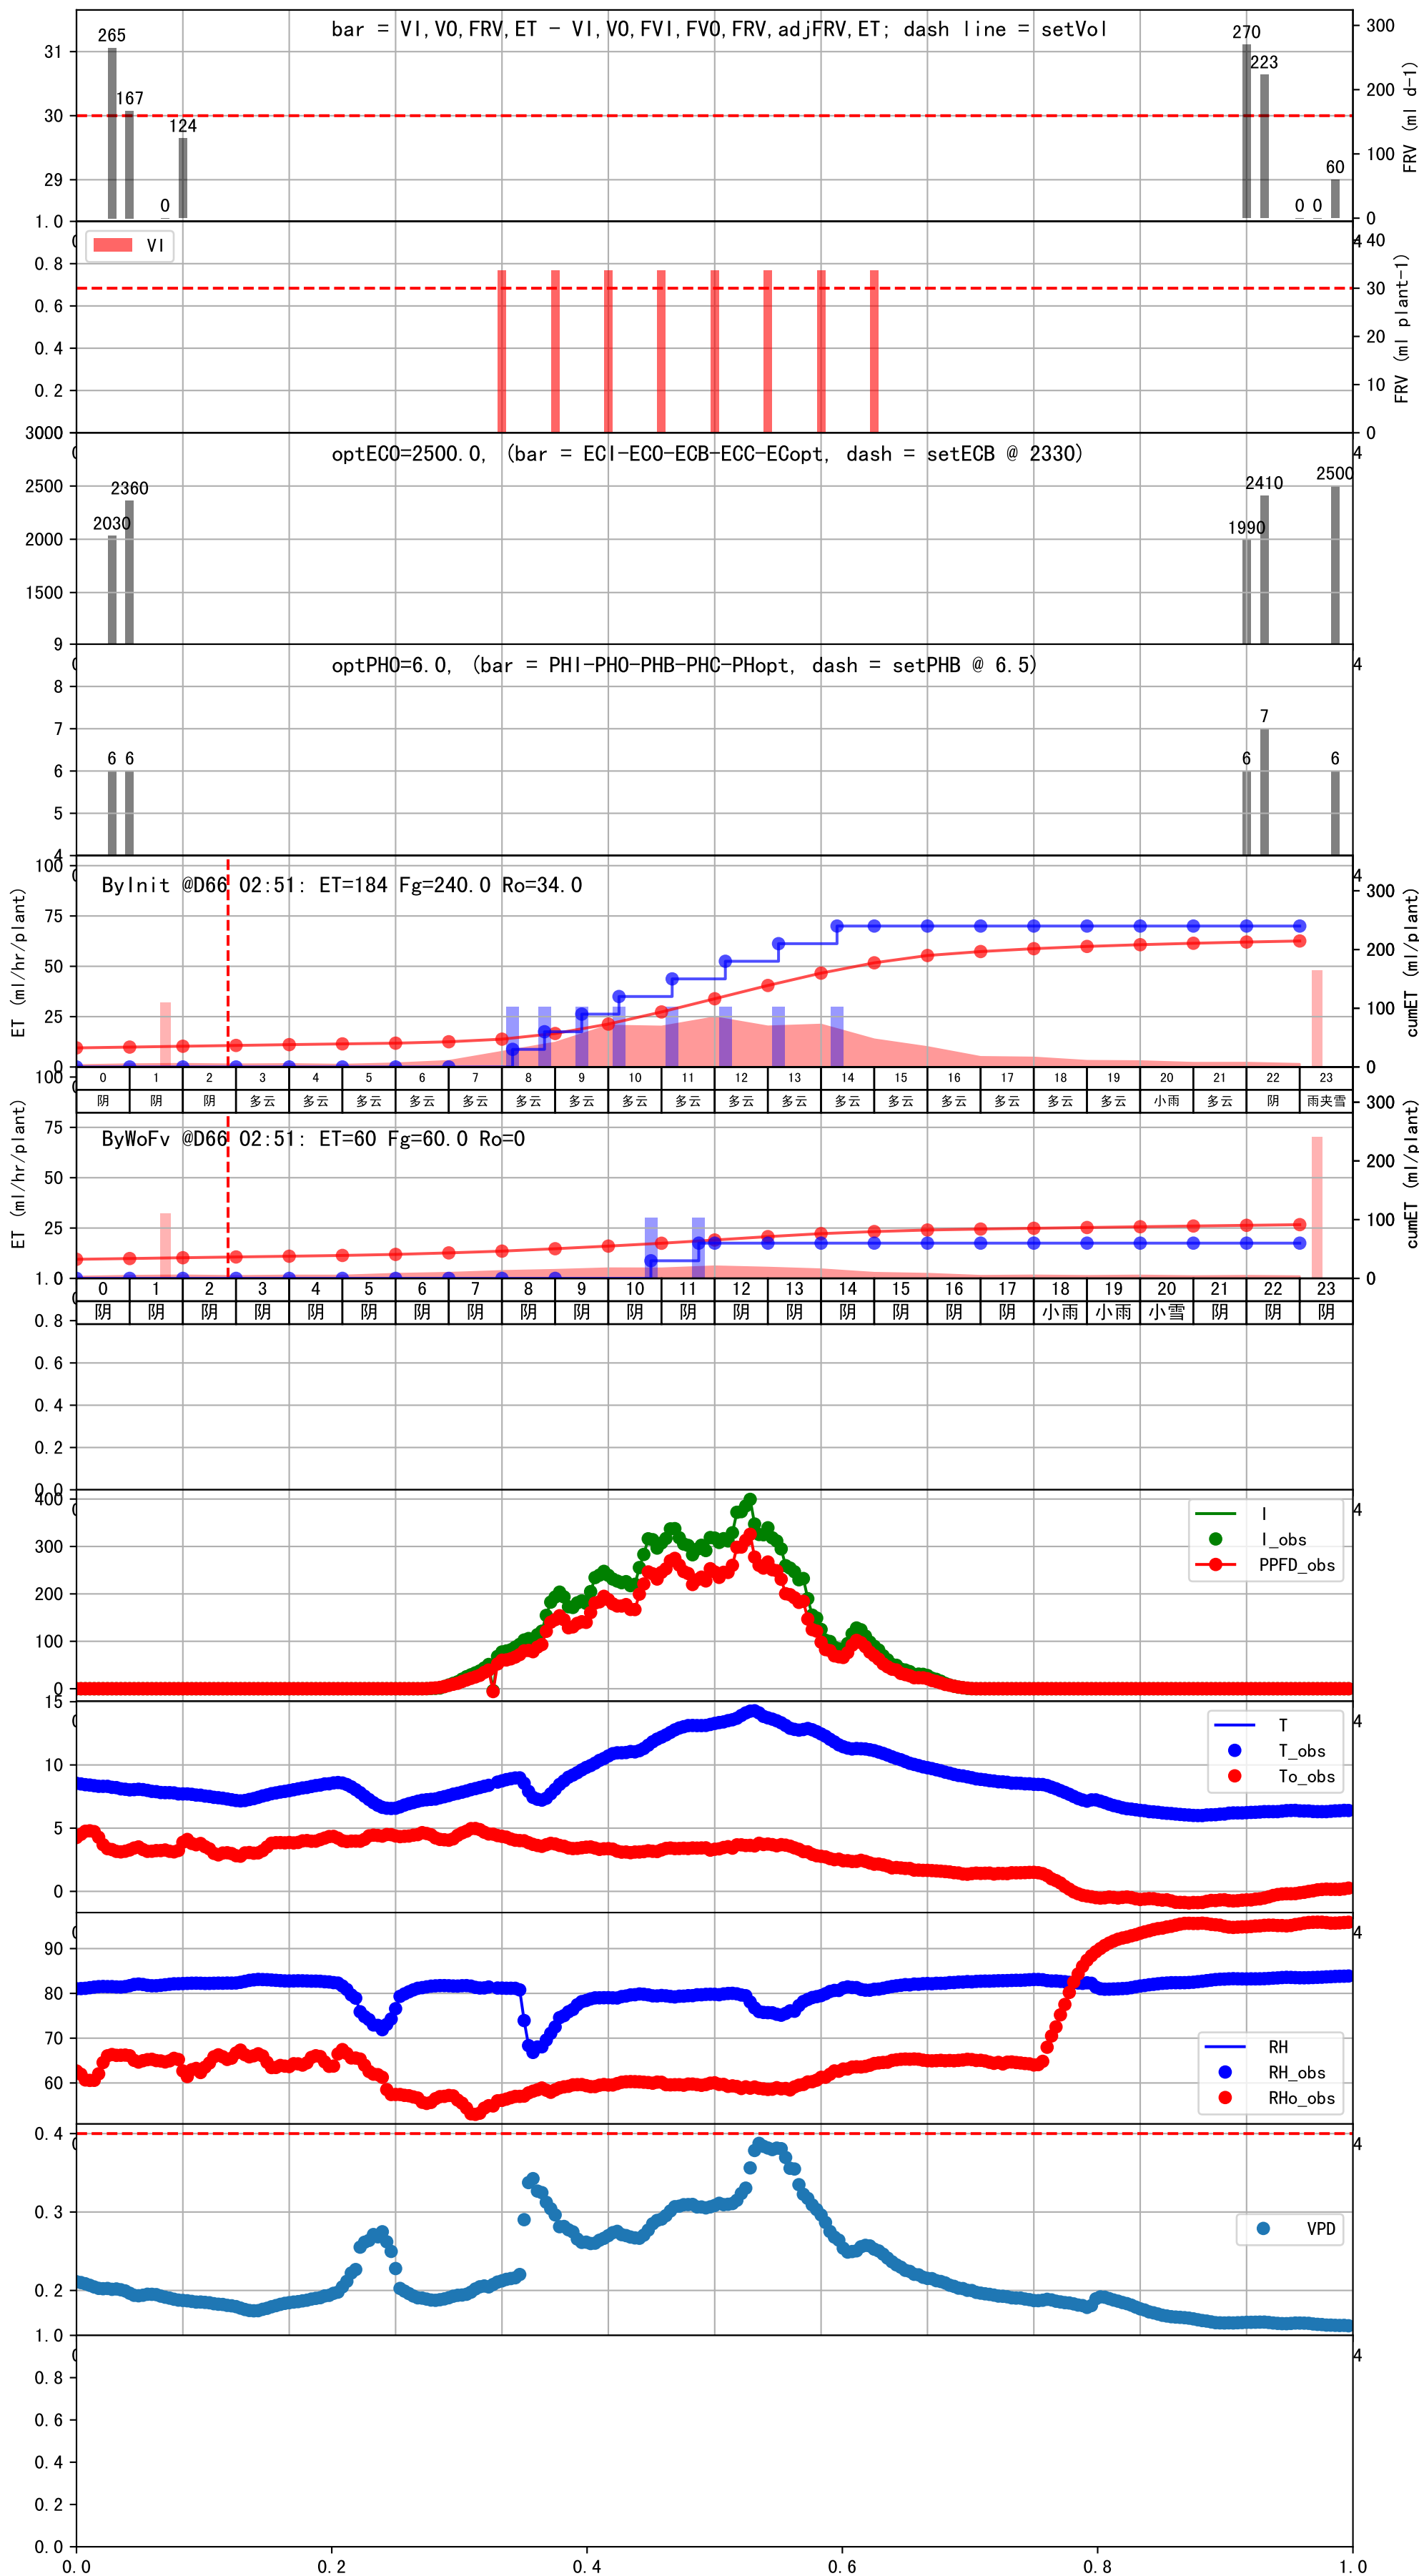 bar = VI,VO,FRV,ET - VI,VO,FVI,FVO,FRV,adjFRV,ET; dash line = setVol
265 167 0 124 270 223 0 0 60
31 30 29
300 200 100 0
FRV (ml d-1)
VI
1.0 0.8 0.6 0.4 0.2
40 30 20 10 0
FRV (ml plant-1)
optECO=2500.0, (bar = ECI-ECO-ECB-ECC-ECopt, dash = setECB @ 2330)
3000 2500 2000 1500
2030 2360 1990 2410 2500
optPHO=6.0, (bar = PHI-PHO-PHB-PHC-PHopt, dash = setPHB @ 6.5)
9 8 7 6 5 4
6 6 6 7 6
ByInit @D66 02:51: ET=184 Fg=240.0 Ro=34.0
ET (ml/hr/plant)
100 75 50 25 0
300 200 100 0
cumET (ml/plant)
0 1 2 3 4 5 6 7 8 9 10 11 12 13 14 15 16 17 18 19 20 21 22 23
阴 阴 阴 多云 多云 多云 多云 多云 多云 多云 多云 多云 多云 多云 多云 多云 多云 多云 多云 多云 小雨 多云 阴 雨夹雪
ByWoFv @D66 02:51: ET=60 Fg=60.0 Ro=0
ET (ml/hr/plant)
100 75 50 25
300 200 100 0
cumET (ml/plant)
0 1 2 3 4 5 6 7 8 9 10 11 12 13 14 15 16 17 18 19 20 21 22 23
阴 阴 阴 阴 阴 阴 阴 阴 阴 阴 阴 阴 阴 阴 阴 阴 阴 阴 小雨 小雨 小雪 阴 阴 阴
1.0 0.8 0.6 0.4 0.2 0.0
400 300 200 100 0
I
I_obs
PPFD_obs
15 10 5 0
T
T_obs
To_obs
90 80 70 60
RH
RH_obs
RHo_obs
0.4 0.3 0.2
VPD
1.0 0.8 0.6 0.4 0.2 0.0
0.0 0.2 0.4 0.6 0.8 1.0